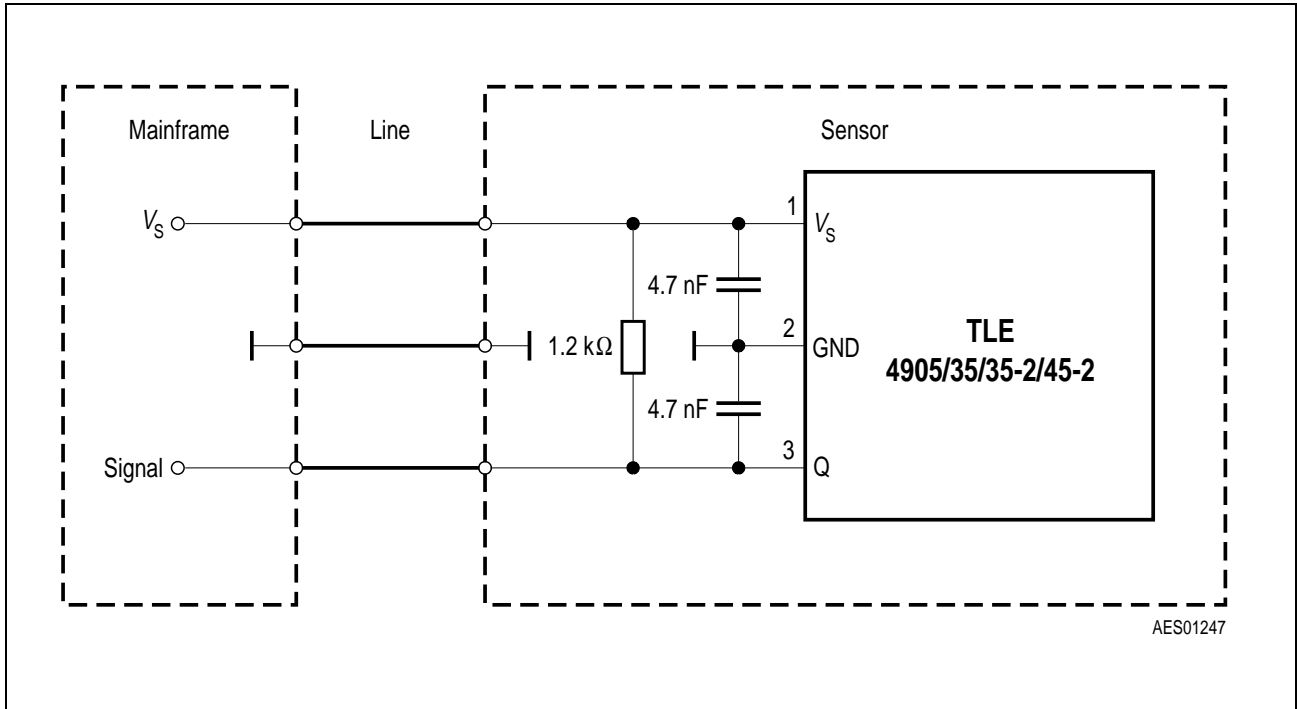 Mainframe
Line
Sensor
VS
1
VS
4.7 nF
1.2 kΩ
2
GND
TLE
4905/35/35-2/45-2
4.7 nF
Signal
3
Q
AES01247